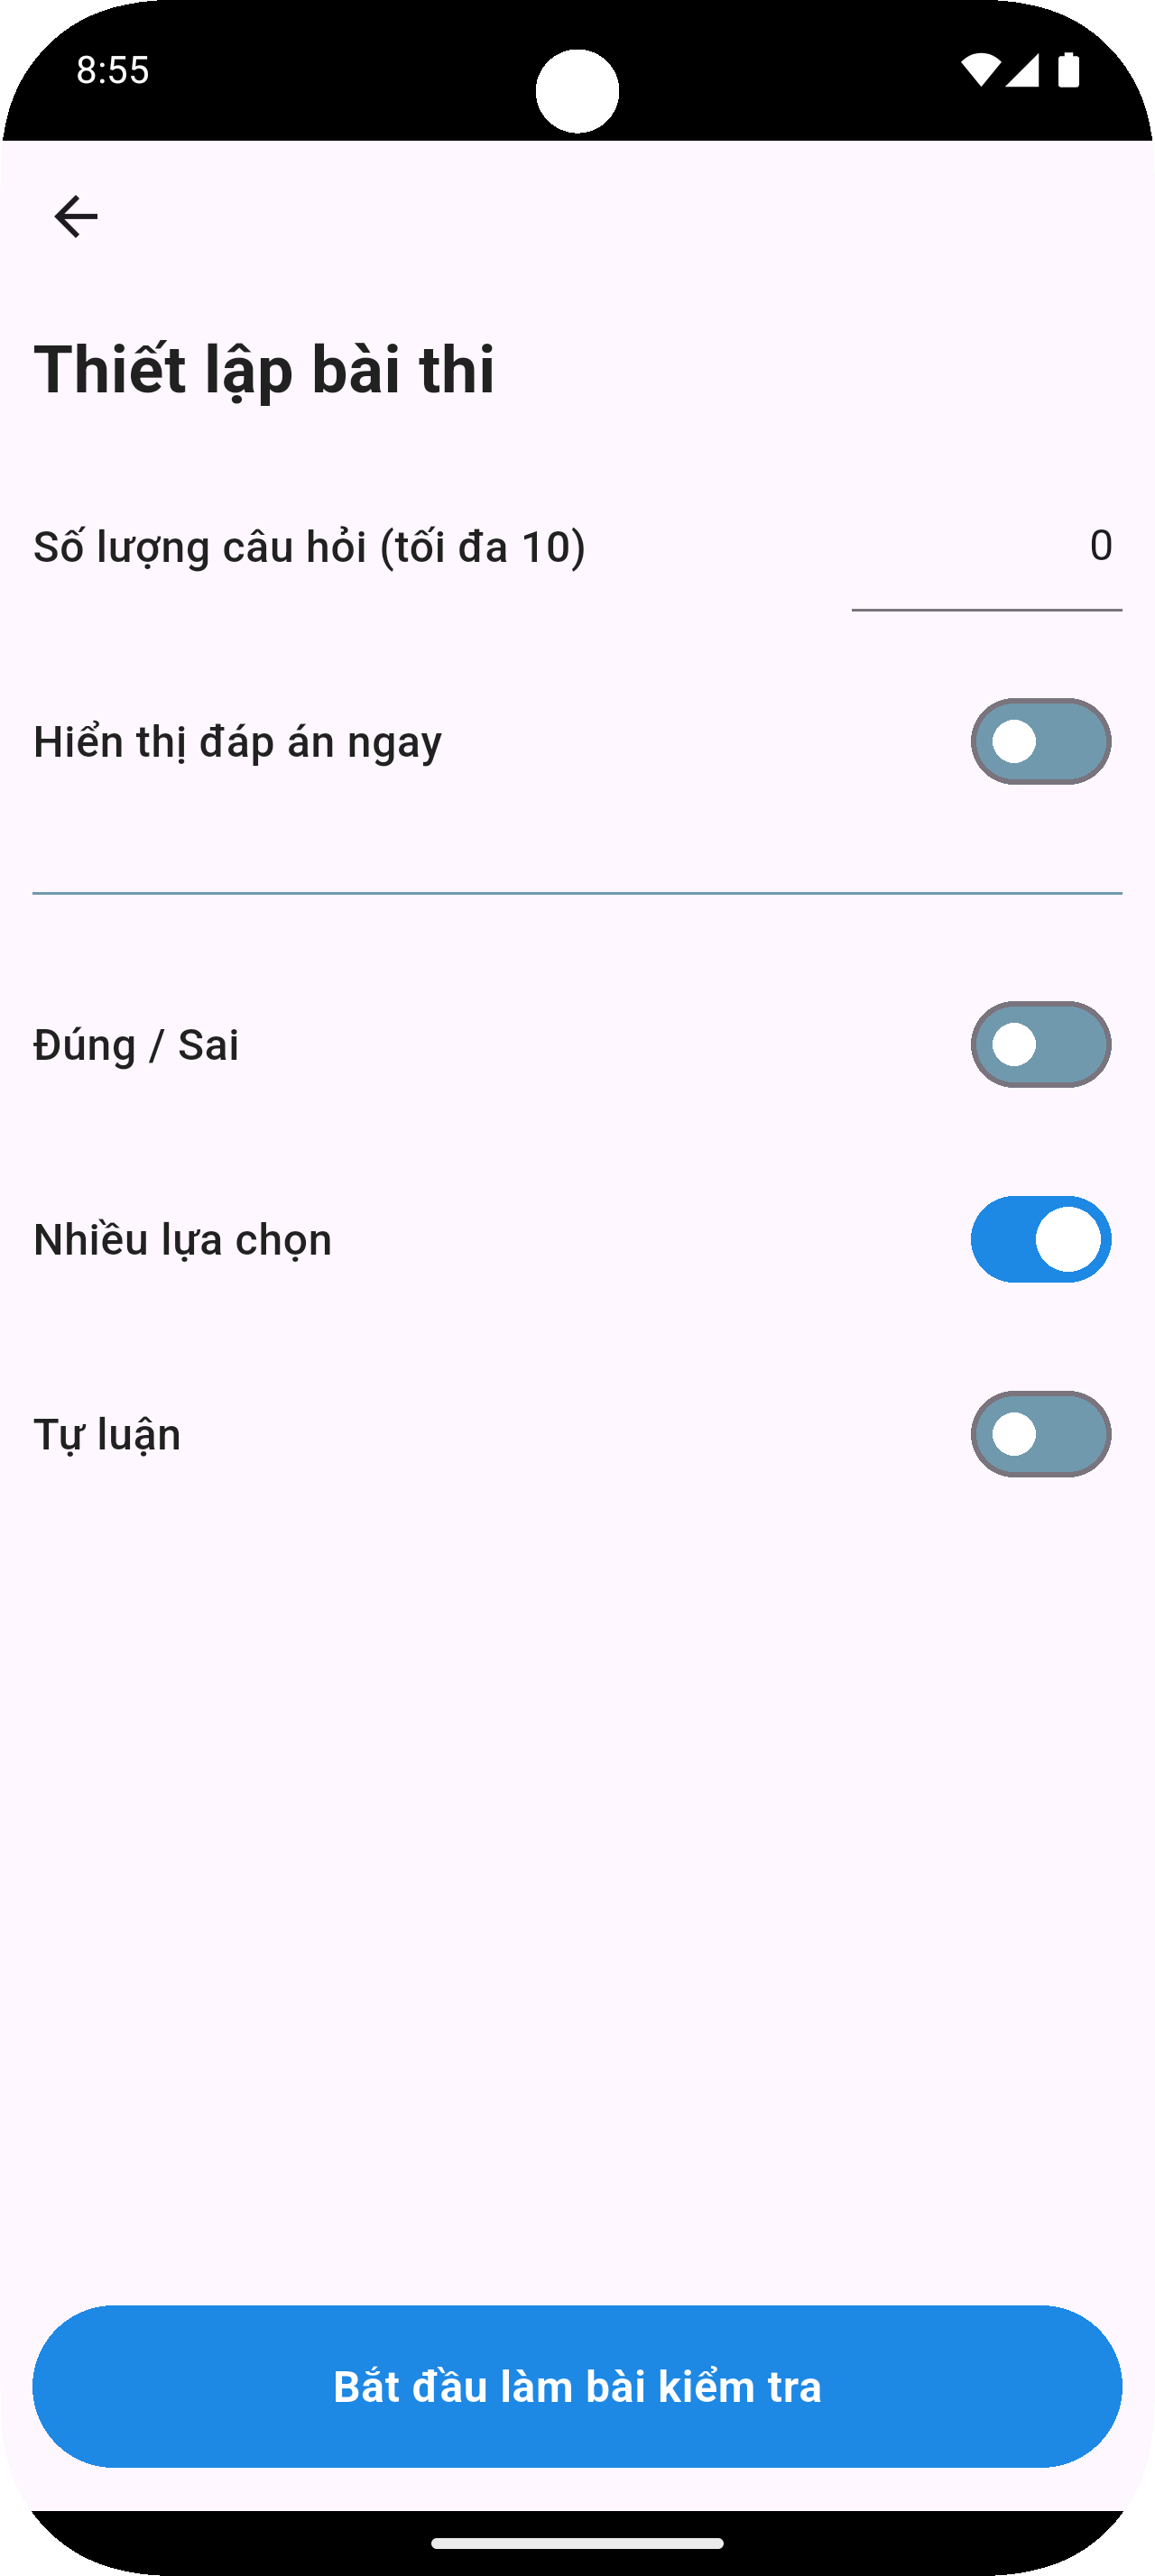 8:55
Thiết lập bài thi
Số lượng câu hỏi (tối đa 10)
0
Hiển thị đáp án ngay
Đúng / Sai
Nhiều lựa chọn
Tự luận
Bắt đầu làm bài kiểm tra